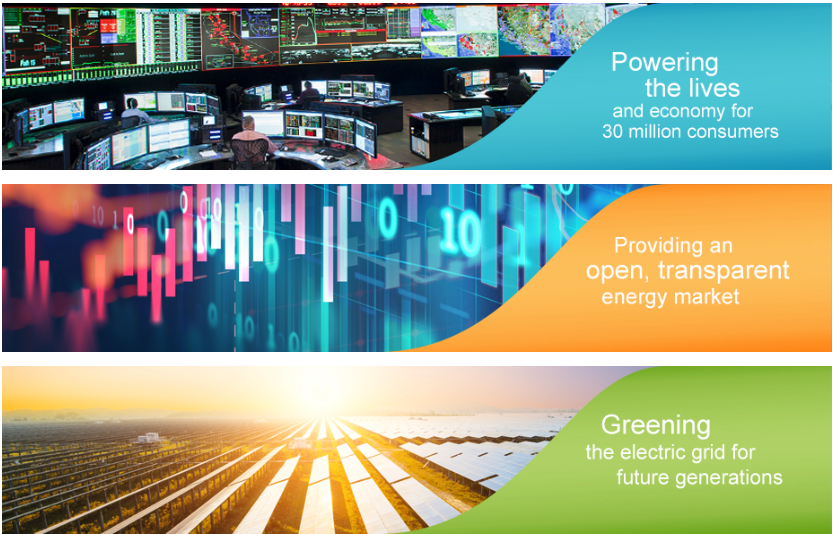 Powering
the lives
and economy for
30 million consumers
Providing an
open, transparent
energy market
Greening
the electric grid for
future generations